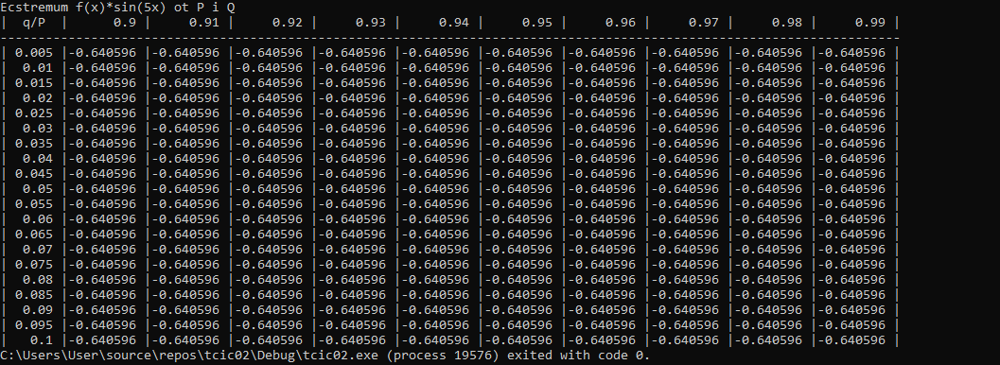 Ecstremum f(x)*sin(5x) ot P i Q
| q/P | 0.9 | 0.91 | 0.92 | 0.93 | 0.94 | 0.95 | 0.96 | 0.97 | 0.98 | 0.99 |
------------------------------------------------------------------------------------------------------------
| 0.005 |-0.640596 |-0.640596 |-0.640596 |-0.640596 |-0.640596 |-0.640596 |-0.640596 |-0.640596 |-0.640596 |-0.640596 |
| 0.01 |-0.640596 |-0.640596 |-0.640596 |-0.640596 |-0.640596 |-0.640596 |-0.640596 |-0.640596 |-0.640596 |-0.640596 |
| 0.015 |-0.640596 |-0.640596 |-0.640596 |-0.640596 |-0.640596 |-0.640596 |-0.640596 |-0.640596 |-0.640596 |-0.640596 |
| 0.02 |-0.640596 |-0.640596 |-0.640596 |-0.640596 |-0.640596 |-0.640596 |-0.640596 |-0.640596 |-0.640596 |-0.640596 |
| 0.025 |-0.640596 |-0.640596 |-0.640596 |-0.640596 |-0.640596 |-0.640596 |-0.640596 |-0.640596 |-0.640596 |-0.640596 |
| 0.03 |-0.640596 |-0.640596 |-0.640596 |-0.640596 |-0.640596 |-0.640596 |-0.640596 |-0.640596 |-0.640596 |-0.640596 |
| 0.035 |-0.640596 |-0.640596 |-0.640596 |-0.640596 |-0.640596 |-0.640596 |-0.640596 |-0.640596 |-0.640596 |-0.640596 |
| 0.04 |-0.640596 |-0.640596 |-0.640596 |-0.640596 |-0.640596 |-0.640596 |-0.640596 |-0.640596 |-0.640596 |-0.640596 |
| 0.045 |-0.640596 |-0.640596 |-0.640596 |-0.640596 |-0.640596 |-0.640596 |-0.640596 |-0.640596 |-0.640596 |-0.640596 |
| 0.05 |-0.640596 |-0.640596 |-0.640596 |-0.640596 |-0.640596 |-0.640596 |-0.640596 |-0.640596 |-0.640596 |-0.640596 |
| 0.055 |-0.640596 |-0.640596 |-0.640596 |-0.640596 |-0.640596 |-0.640596 |-0.640596 |-0.640596 |-0.640596 |-0.640596 |
| 0.06 |-0.640596 |-0.640596 |-0.640596 |-0.640596 |-0.640596 |-0.640596 |-0.640596 |-0.640596 |-0.640596 |-0.640596 |
| 0.065 |-0.640596 |-0.640596 |-0.640596 |-0.640596 |-0.640596 |-0.640596 |-0.640596 |-0.640596 |-0.640596 |-0.640596 |
| 0.07 |-0.640596 |-0.640596 |-0.640596 |-0.640596 |-0.640596 |-0.640596 |-0.640596 |-0.640596 |-0.640596 |-0.640596 |
| 0.075 |-0.640596 |-0.640596 |-0.640596 |-0.640596 |-0.640596 |-0.640596 |-0.640596 |-0.640596 |-0.640596 |-0.640596 |
| 0.08 |-0.640596 |-0.640596 |-0.640596 |-0.640596 |-0.640596 |-0.640596 |-0.640596 |-0.640596 |-0.640596 |-0.640596 |
| 0.085 |-0.640596 |-0.640596 |-0.640596 |-0.640596 |-0.640596 |-0.640596 |-0.640596 |-0.640596 |-0.640596 |-0.640596 |
| 0.09 |-0.640596 |-0.640596 |-0.640596 |-0.640596 |-0.640596 |-0.640596 |-0.640596 |-0.640596 |-0.640596 |-0.640596 |
| 0.095 |-0.640596 |-0.640596 |-0.640596 |-0.640596 |-0.640596 |-0.640596 |-0.640596 |-0.640596 |-0.640596 |-0.640596 |
| 0.1 |-0.640596 |-0.640596 |-0.640596 |-0.640596 |-0.640596 |-0.640596 |-0.640596 |-0.640596 |-0.640596 |-0.640596 |
C:\Users\User\source\repos\tcic02\Debug\tcic02.exe (process 19576) exited with code 0.